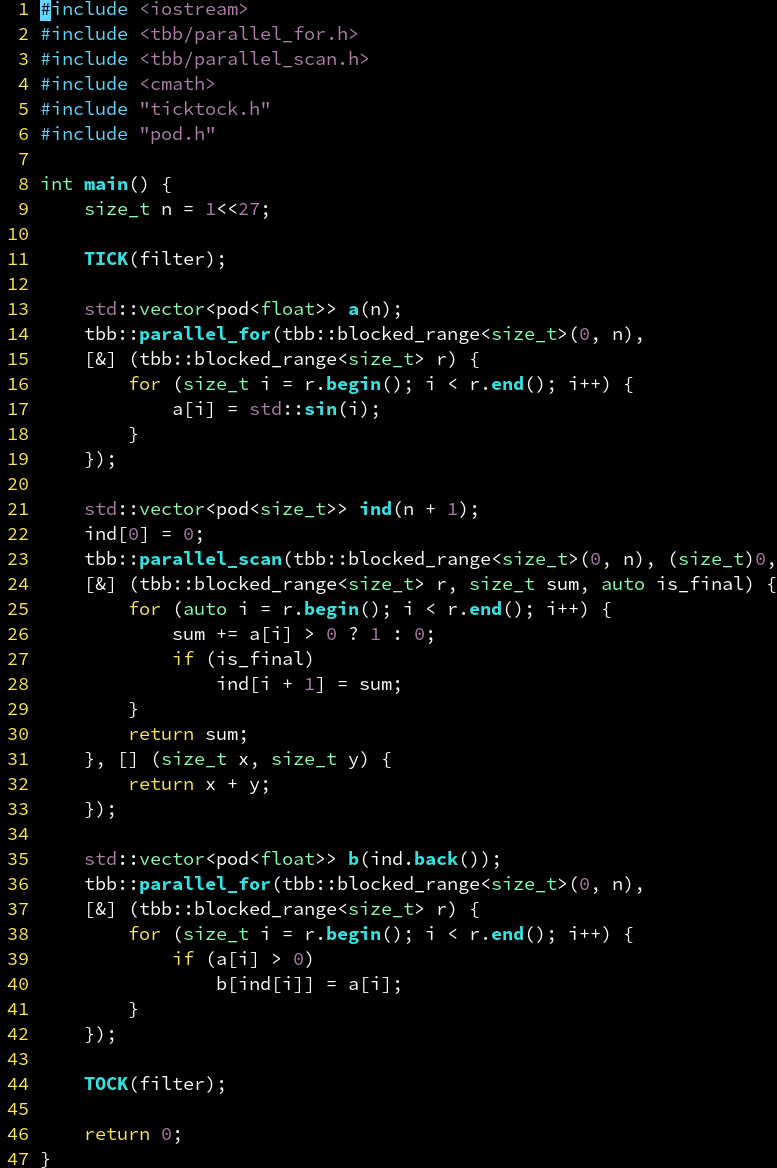 1 #include <iostream>
2 #include <tbb/parallel_for.h>
3 #include <tbb/parallel_scan.h>
4 #include <cmath>
5 #include "ticktock.h"
6 #include "pod.h"
7
8 int main() {
9     size_t n = 1<<27;
10
11     TICK(filter);
12
13     std::vector<pod<float>> a(n);
14     tbb::parallel_for(tbb::blocked_range<size_t>(0, n),
15     [&] (tbb::blocked_range<size_t> r) {
16         for (size_t i = r.begin(); i < r.end(); i++) {
17             a[i] = std::sin(i);
18         }
19     });
20
21     std::vector<pod<size_t>> ind(n + 1);
22     ind[0] = 0;
23     tbb::parallel_scan(tbb::blocked_range<size_t>(0, n), (size_t)0,
24     [&] (tbb::blocked_range<size_t> r, size_t sum, auto is_final) {
25         for (auto i = r.begin(); i < r.end(); i++) {
26             sum += a[i] > 0 ? 1 : 0;
27             if (is_final)
28                 ind[i + 1] = sum;
29         }
30         return sum;
31     }, [] (size_t x, size_t y) {
32         return x + y;
33     });
34
35     std::vector<pod<float>> b(ind.back());
36     tbb::parallel_for(tbb::blocked_range<size_t>(0, n),
37     [&] (tbb::blocked_range<size_t> r) {
38         for (size_t i = r.begin(); i < r.end(); i++) {
39             if (a[i] > 0)
40                 b[ind[i]] = a[i];
41         }
42     });
43
44     TOCK(filter);
45
46     return 0;
47 }